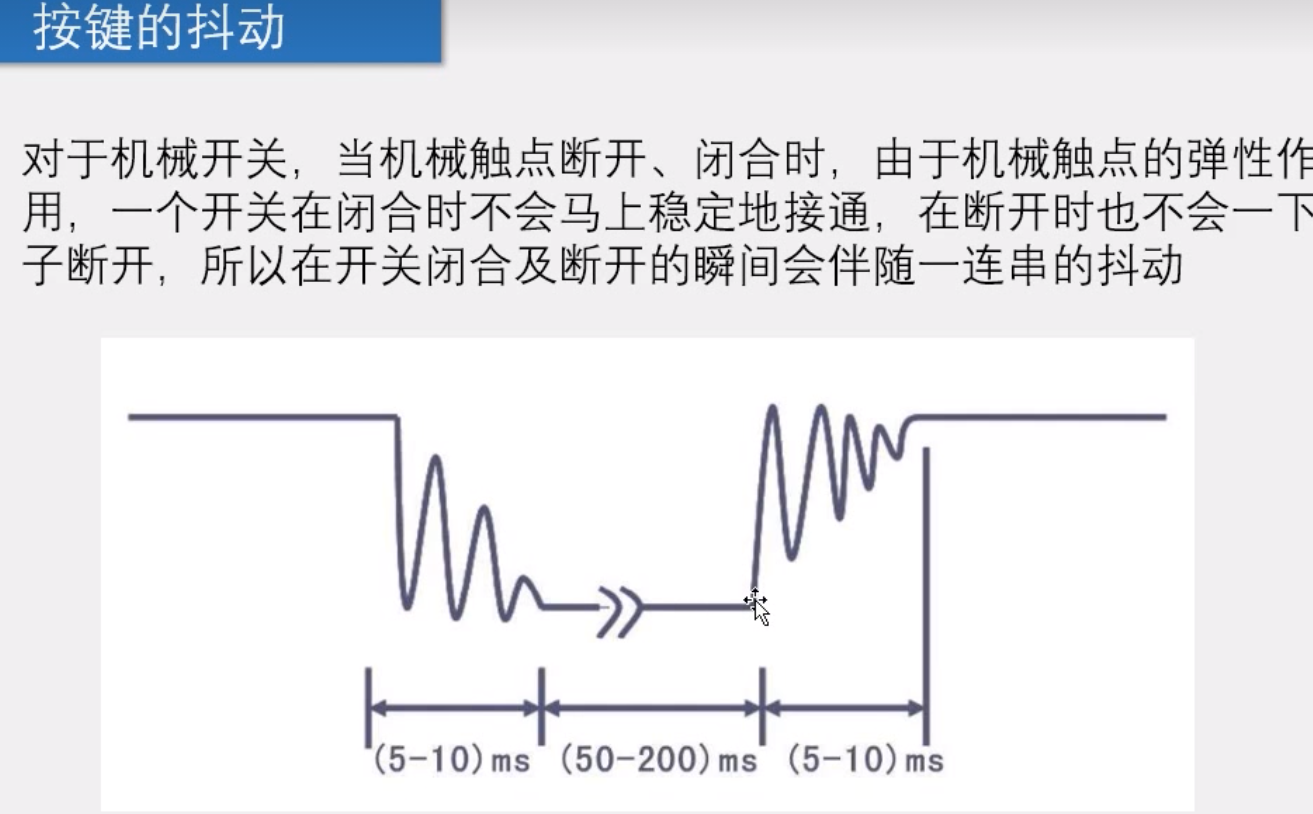 按键的抖动
对于机械开关，当机械触点断开、闭合时，由于机械触点的弹性作
用，一个开关在闭合时不会马上稳定地接通，在断开时也不会一下
子断开，所以在开关闭合及断开的瞬间会伴随一连串的抖动
(5-10)ms (50-200)ms (5-10)ms